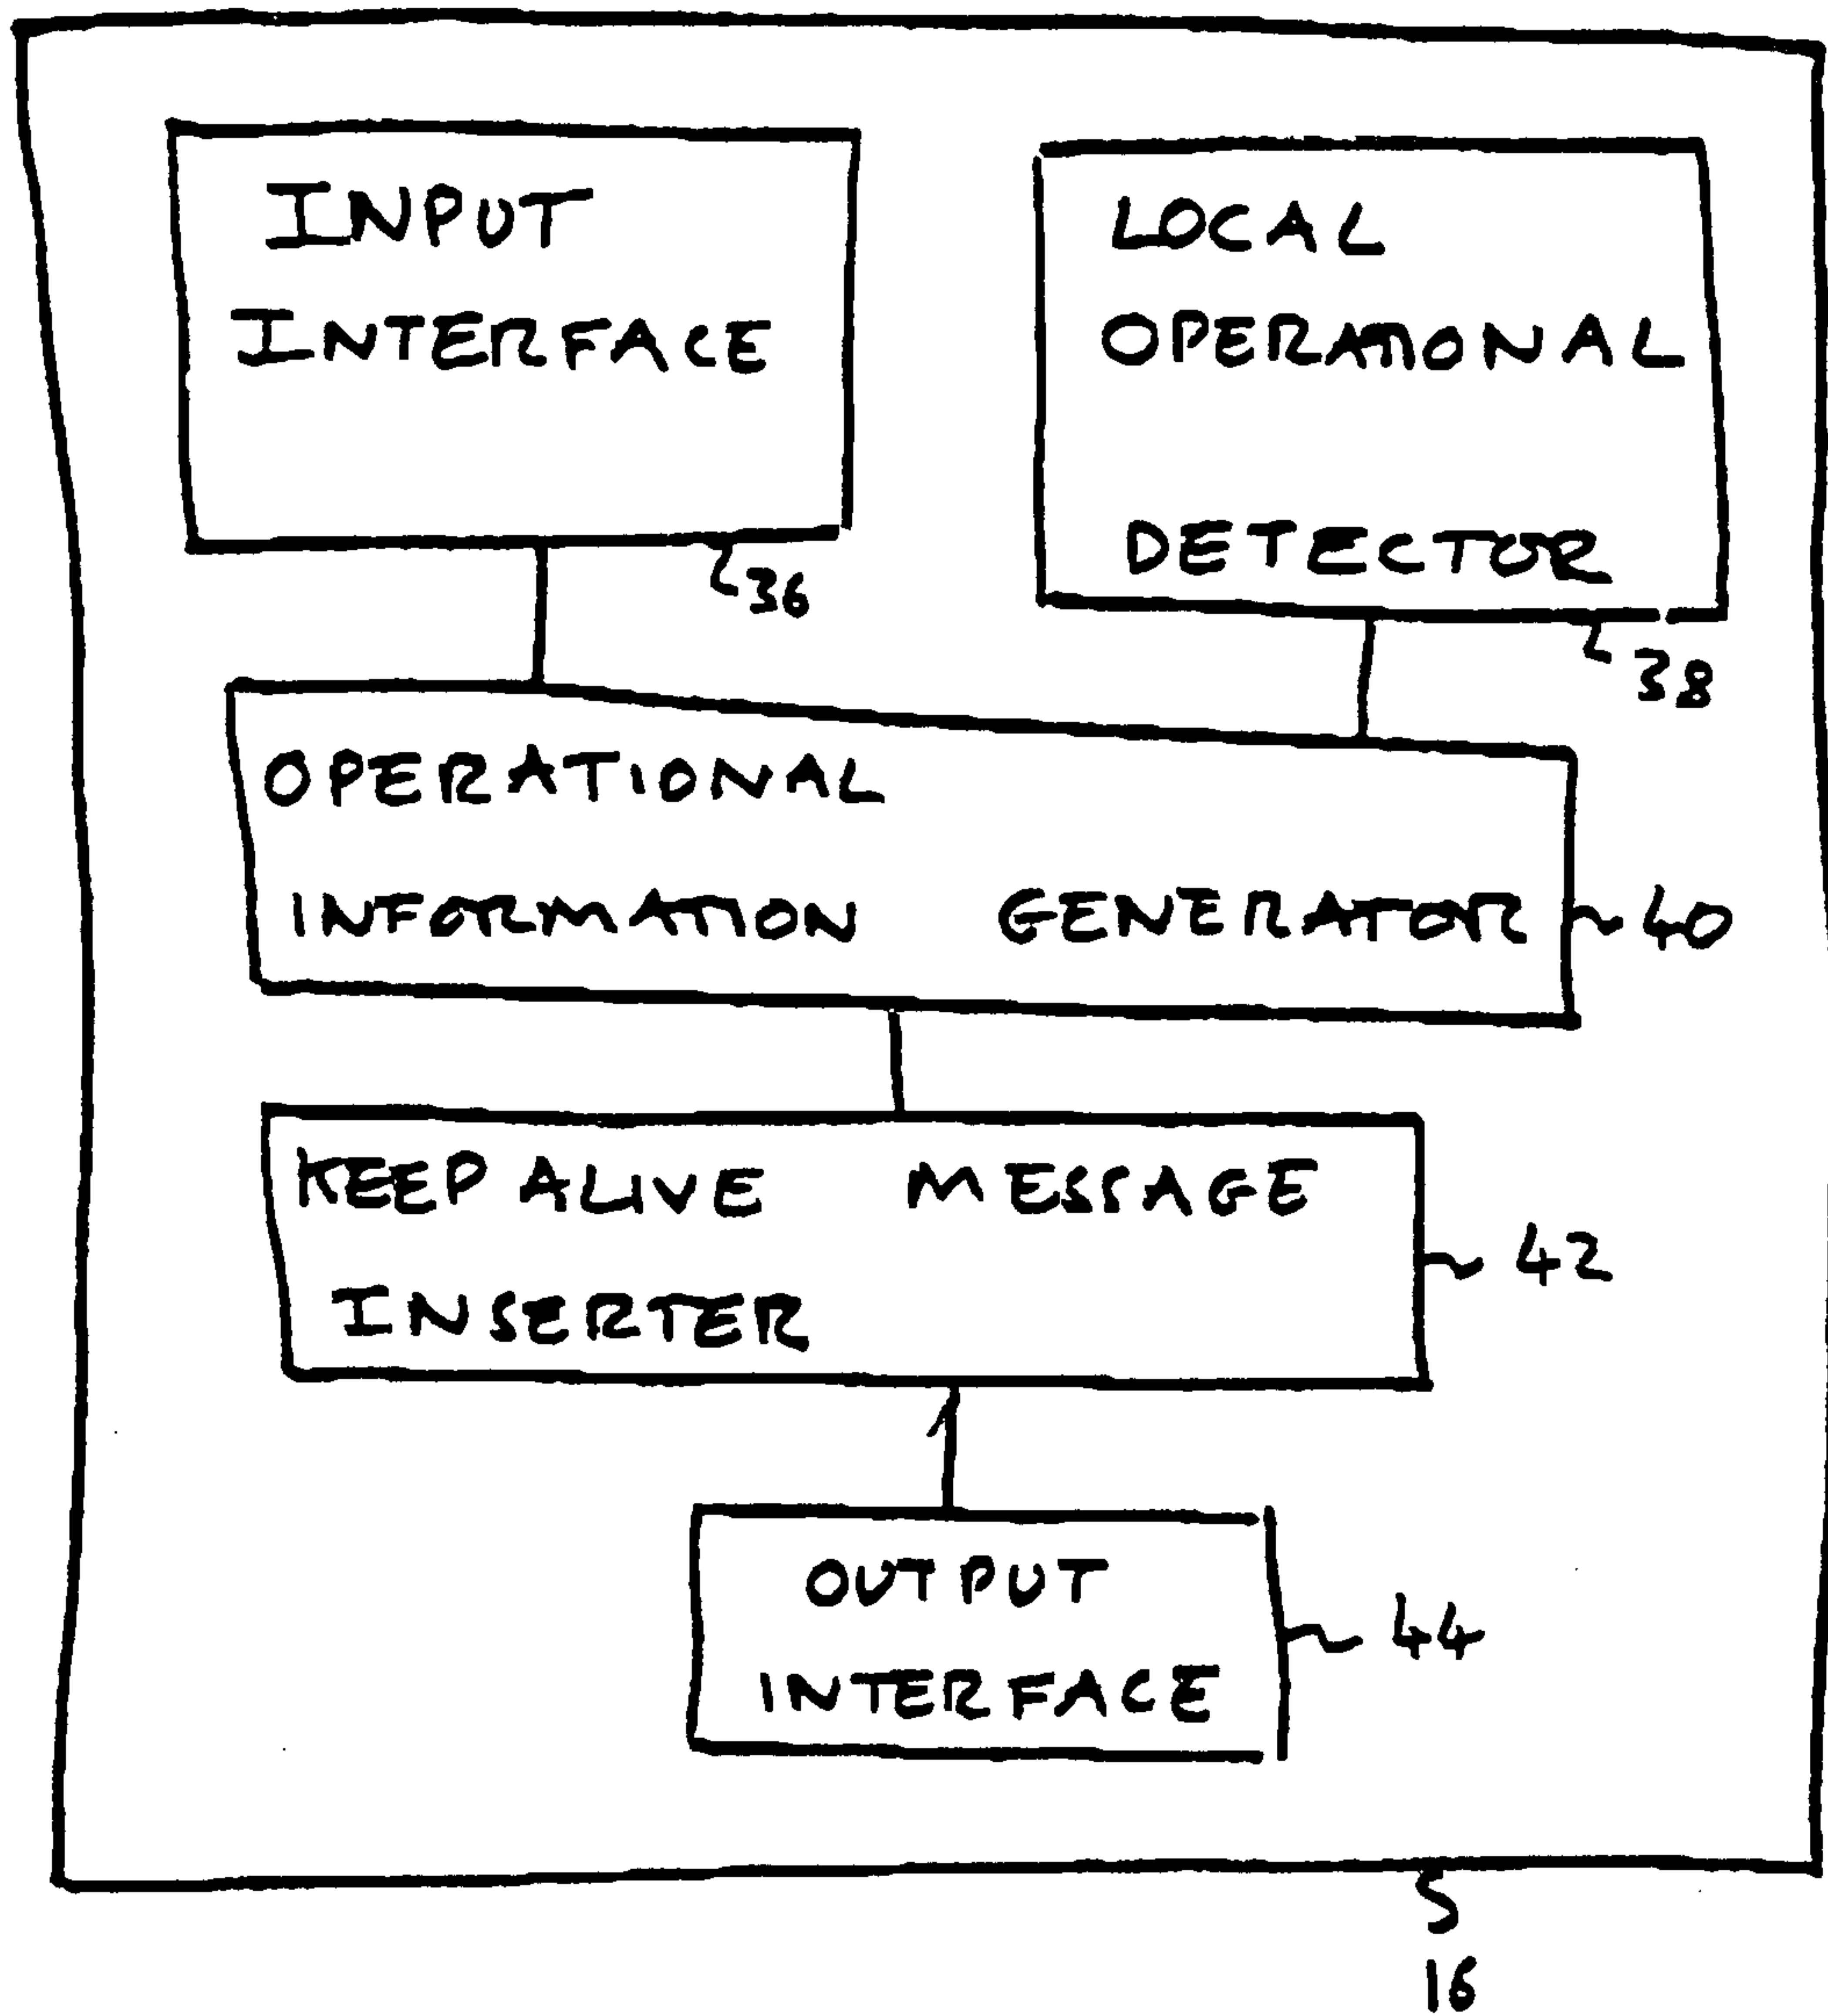 INPUT
INTERFACE
36
LOCAL
OPERATIONAL
DETECTOR
38
OPERATIONAL
INFORMATION GENERATOR
40
KEEP ALIVE MESSAGE
INSERTER
42
OUTPUT
INTERFACE
44
16